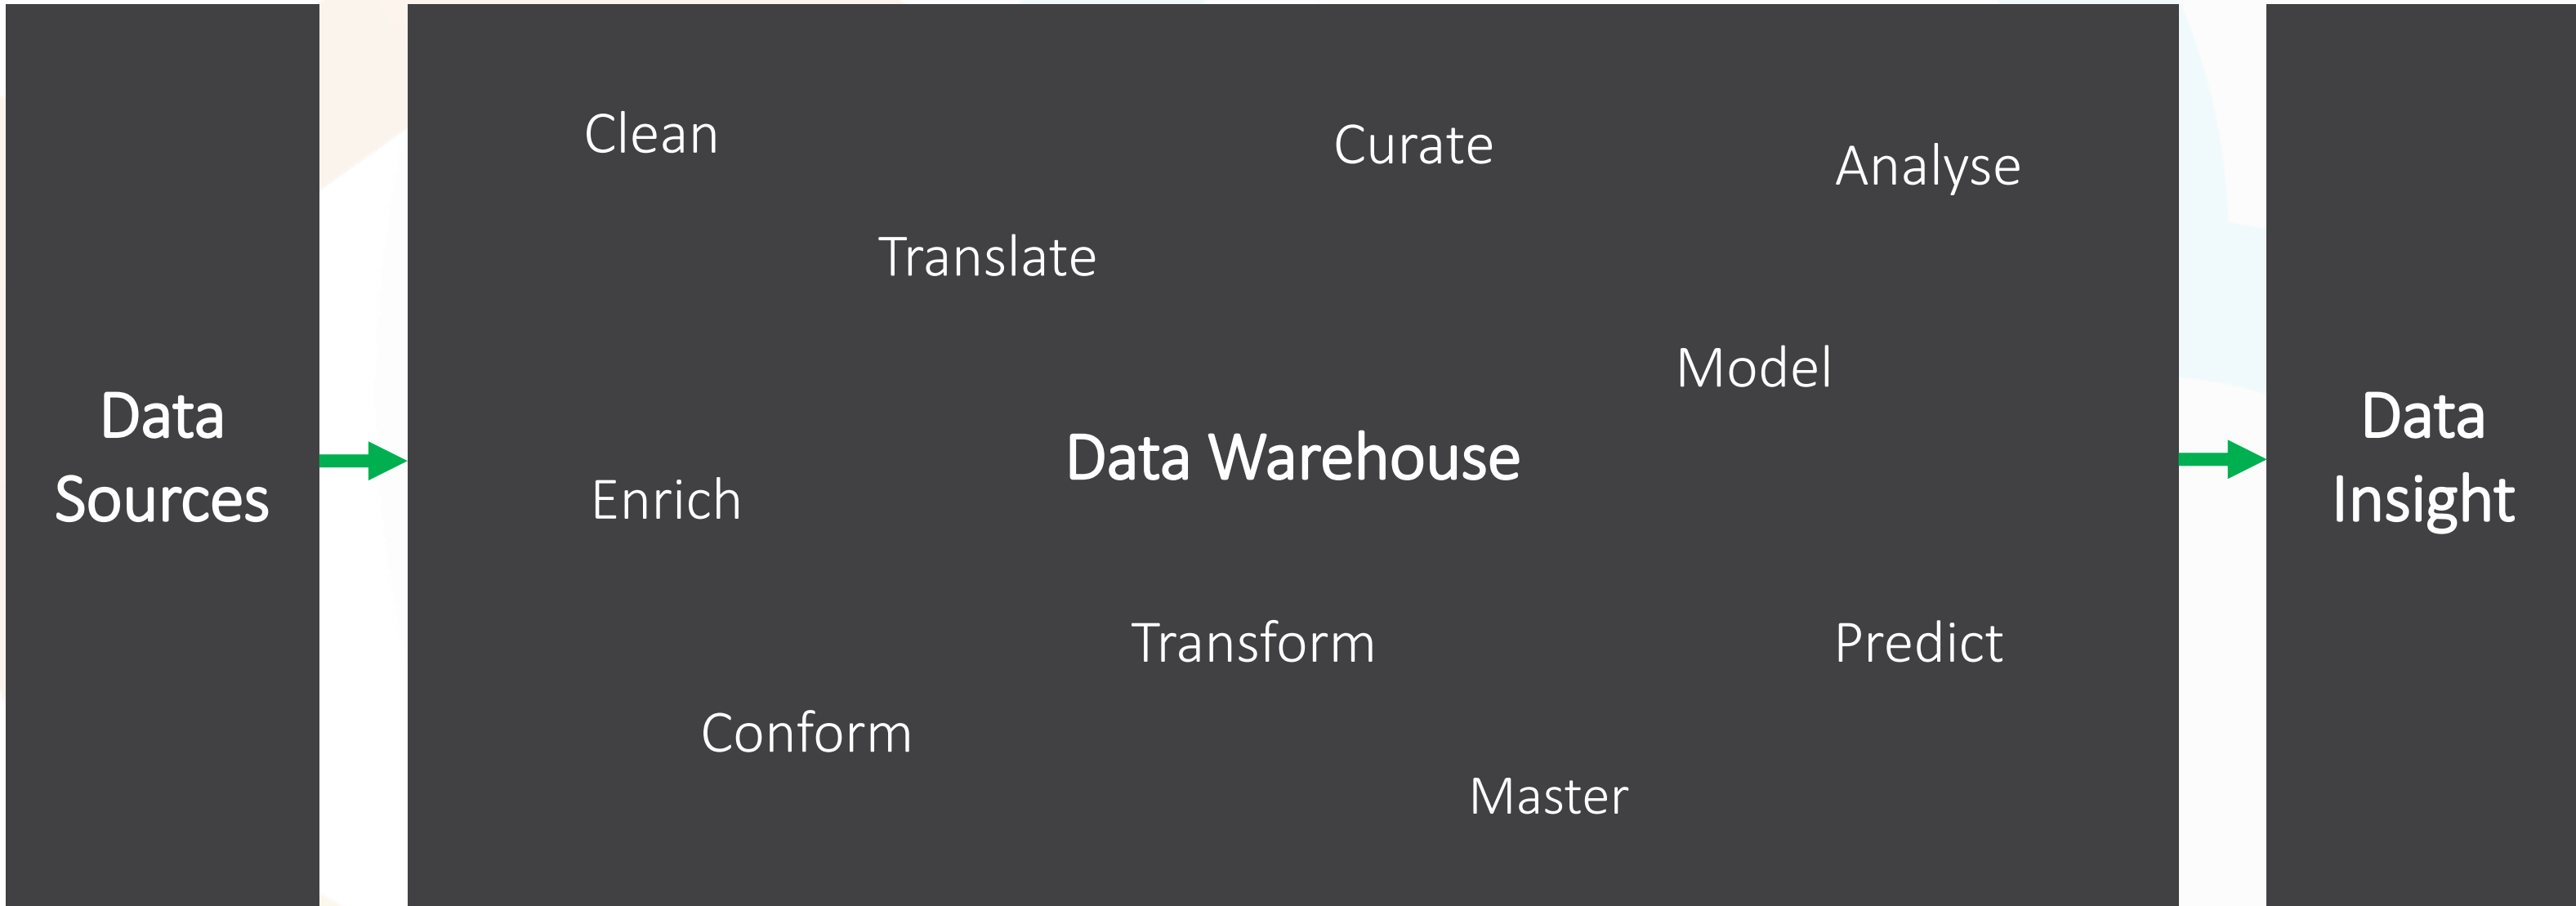 Data
Sources
Clean
Curate
Analyse
Translate
Model
Data Warehouse
Enrich
Transform
Predict
Conform
Master
Data
Insight